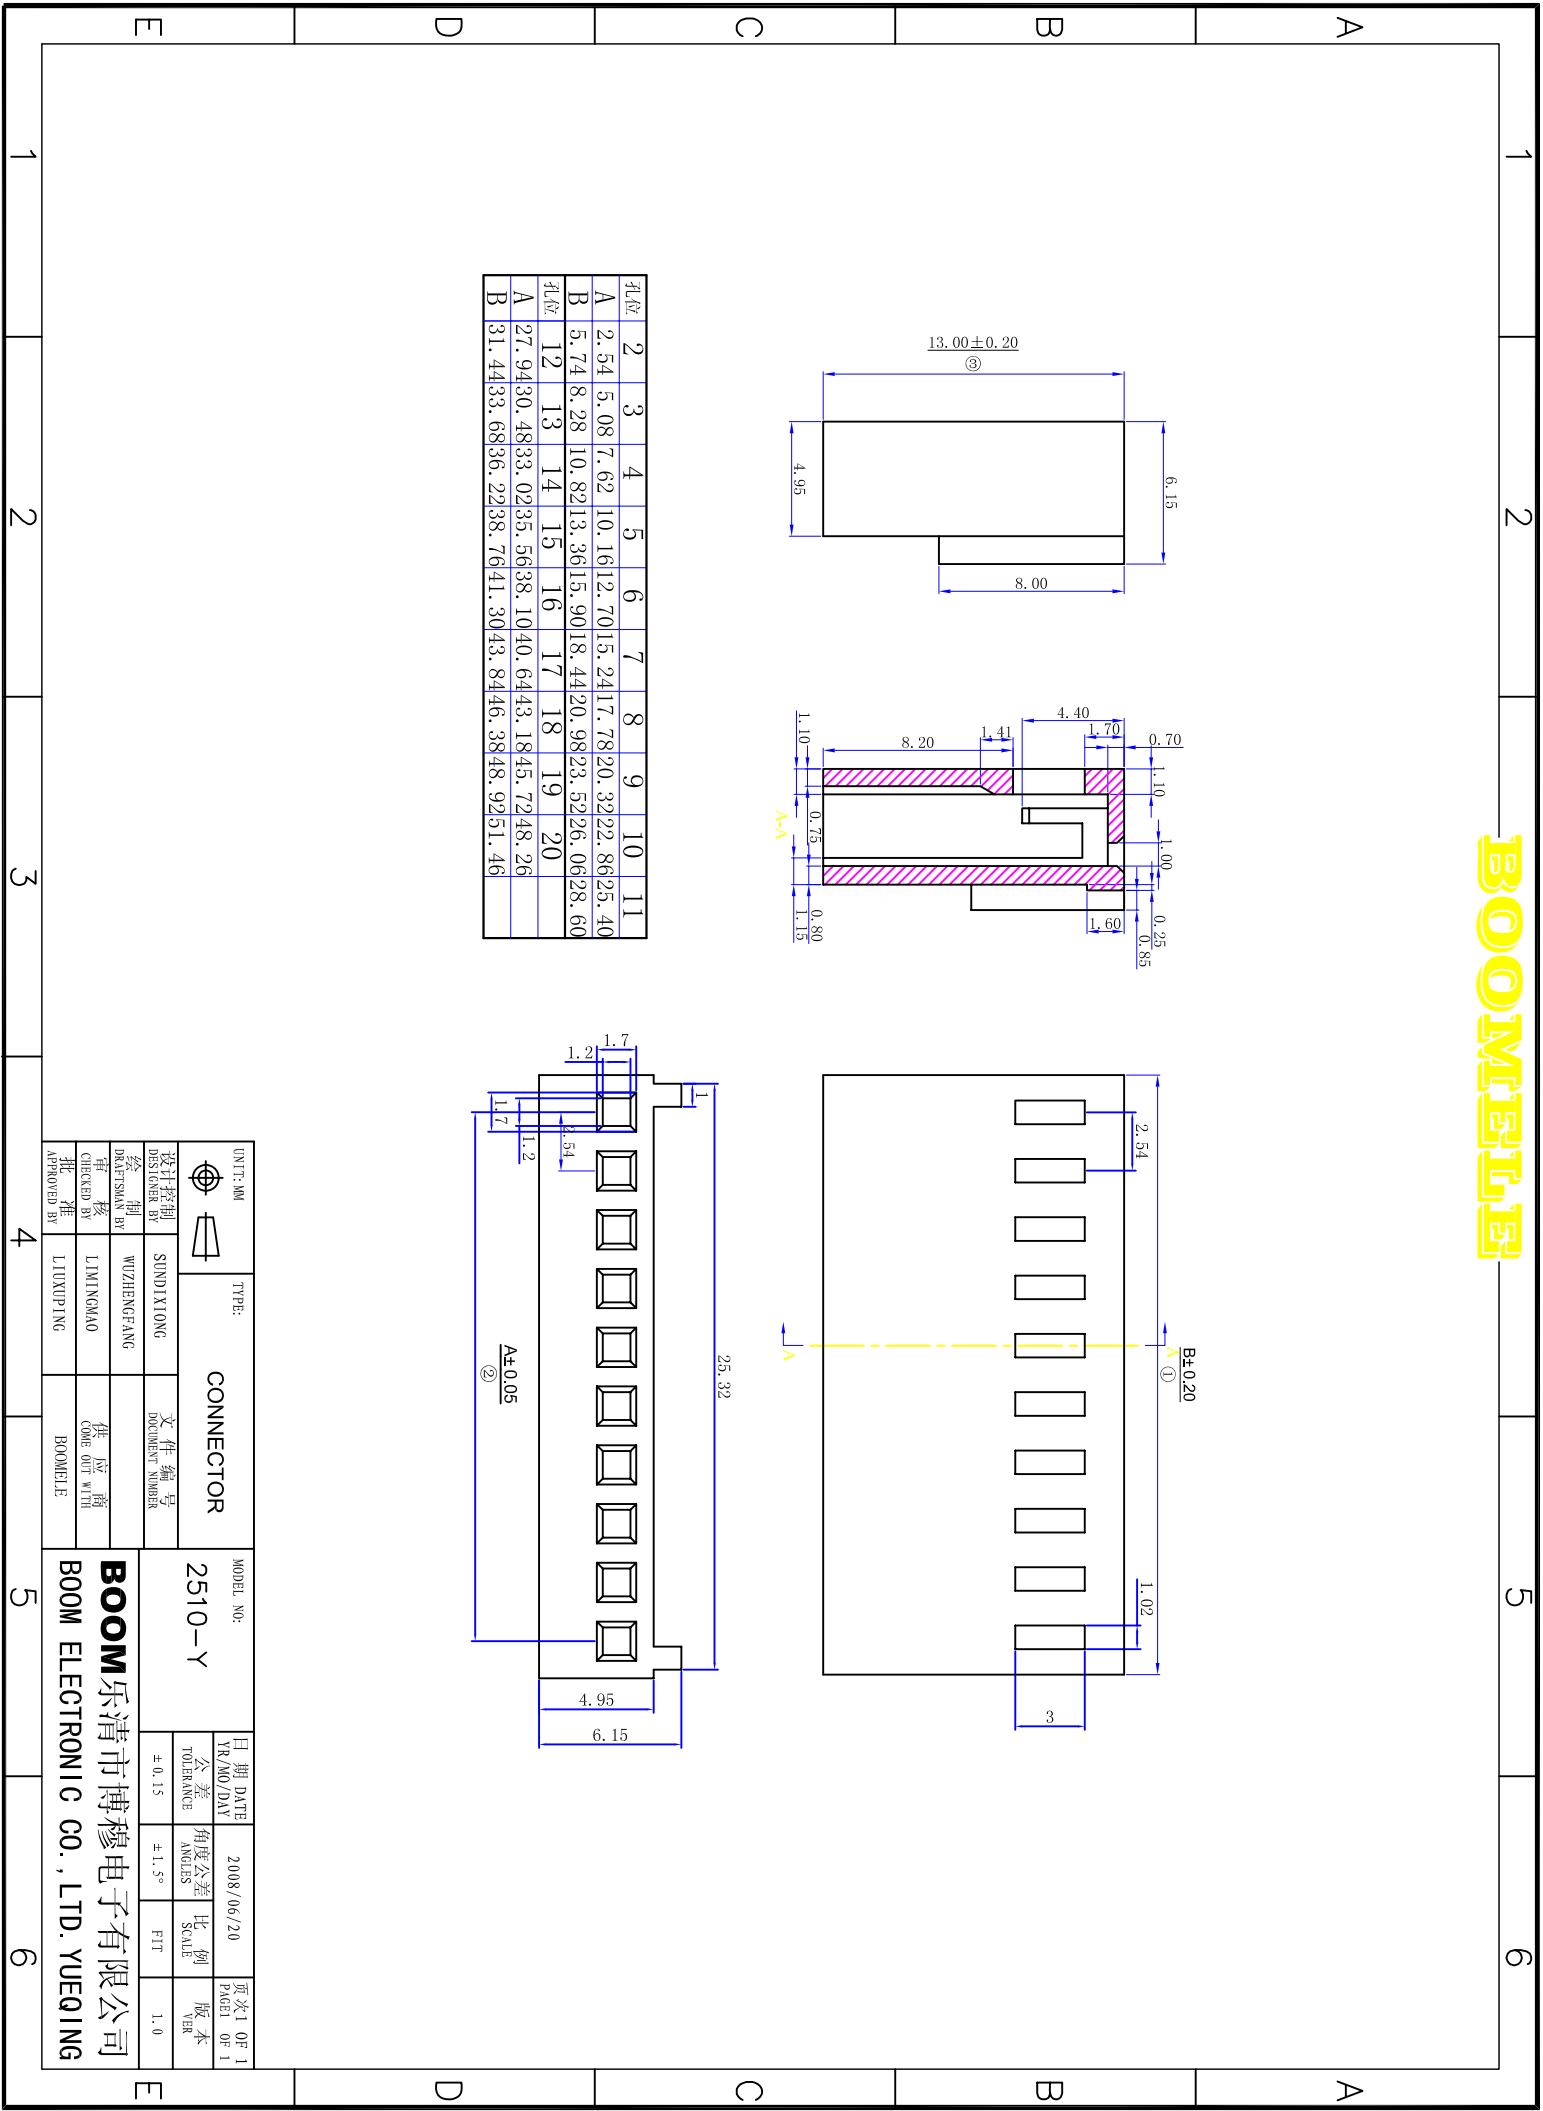 BOOMELE
1 2 3 4 5 6
A
B
C
D
E
A
B
C
D
E
1 2 3 4 5 6
13.00±0.20
③
6.15
4.95
8.00
4.40
1.70
0.70
1.10
8.20
1.41
1.10
1.00
0.75
0.80
1.15
0.25
0.85
1.60
A-A
B±0.20
①
2.54
1.02
3
A
A
25.32
1
1.7
1.2
1.7
1.2
2.54
A±0.05
②
4.95
6.15
孔位 2 3 4 5 6 7 8 9 10 11
A 2.54 5.08 7.62 10.16 12.70 15.24 17.78 20.32 22.86 25.40
B 5.74 8.28 10.82 13.36 15.90 18.44 20.98 23.52 26.06 28.60
孔位 12 13 14 15 16 17 18 19 20
A 27.94 30.48 33.02 35.56 38.10 40.64 43.18 45.72 48.26
B 31.44 33.68 36.22 38.76 41.30 43.84 46.38 48.92 51.46
UNIT:MM
TYPE:
CONNECTOR
MODEL NO:
2510-Y
日期 DATE
YR/MO/DAY
2008/06/20
页次1 OF 1
PAGE1 OF 1
公差
TOLERANCE
角度公差
ANGLES
比例
SCALE
版本
VER
±0.15 ±1.5° FIT 1.0
设计控制
DESIGNER BY
SUNDIXIONG
文件编号
DOCUMENT NUMBER
绘制
DRAFTSMAN BY
WUZHENGFANG
审核
CHECKED BY
LIMINGMAO
供应商
COME OUT WITH
批准
APPROVED BY
LIUXUPING
BOOMELE
BOOM乐清市博穆电子有限公司
BOOM ELECTRONIC CO.,LTD. YUEQING